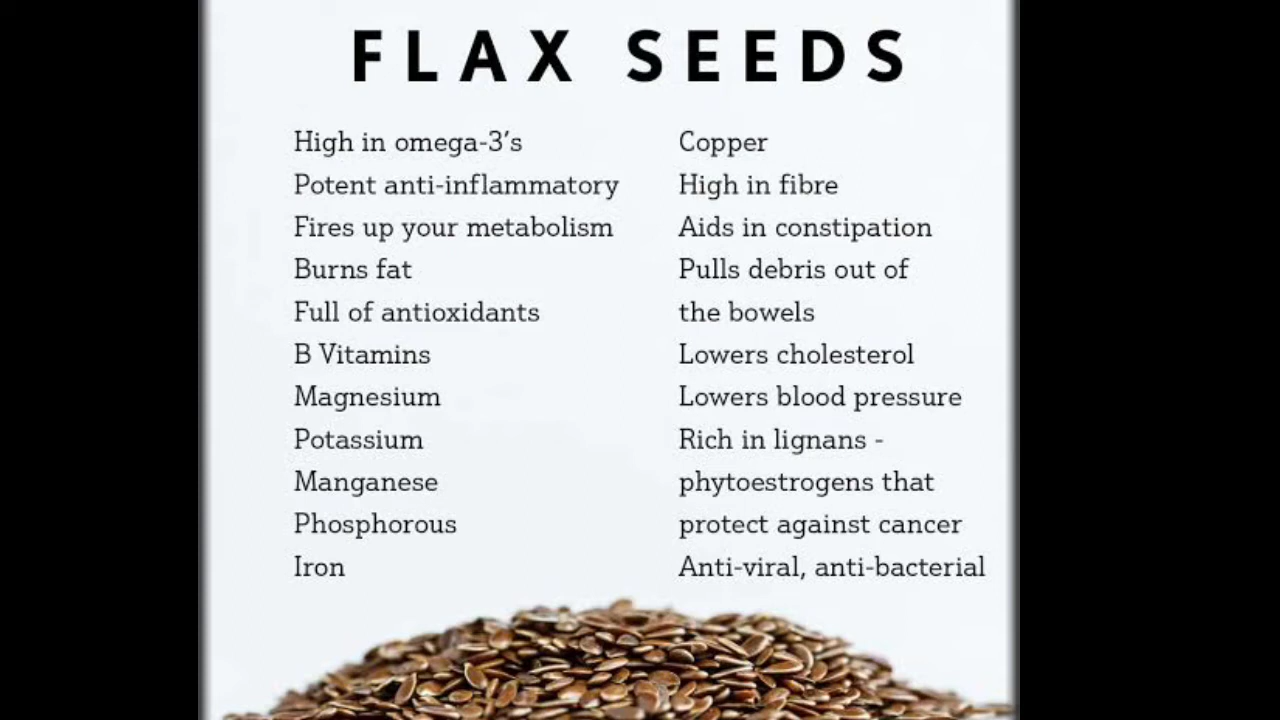 FLAX SEEDS
High in omega-3's
Potent anti-inflammatory
Fires up your metabolism
Burns fat
Full of antioxidants
B Vitamins
Magnesium
Potassium
Manganese
Phosphorous
Iron
Copper
High in fibre
Aids in constipation
Pulls debris out of
the bowels
Lowers cholesterol
Lowers blood pressure
Rich in lignans -
phytoestrogens that
protect against cancer
Anti-viral, anti-bacterial